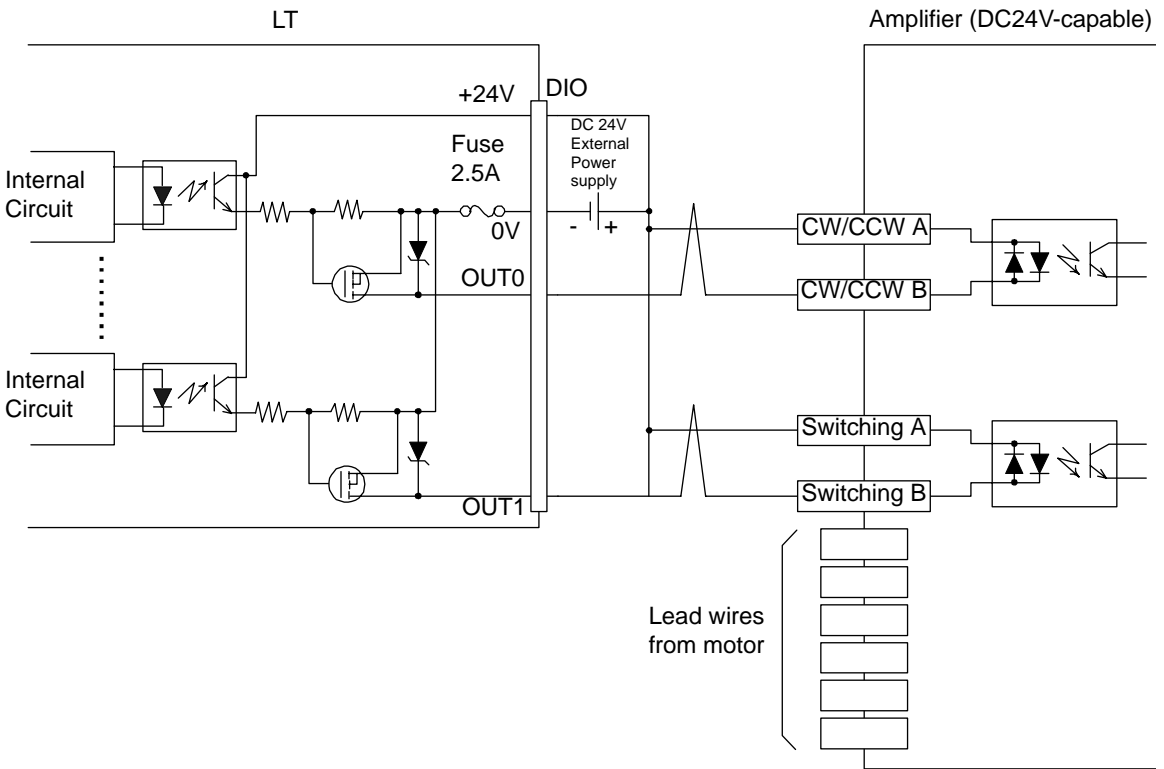 LT
Amplifier (DC24V-capable)
+24V
DIO
DC 24V
External
Power
supply
Fuse
2.5A
Internal
Circuit
0V
- +
CW/CCW A
OUT0
CW/CCW B
Internal
Circuit
Switching A
Switching B
OUT1
Lead wires
from motor